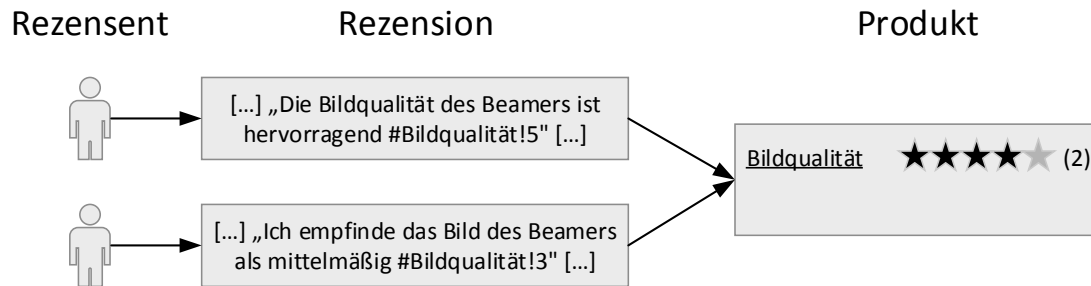 Rezensent Rezension Produkt
[...] „Die Bildqualität des Beamers ist
hervorragend #Bildqualität!5" [...]
Bildqualität (2)
[...] „Ich empfinde das Bild des Beamers
als mittelmäßig #Bildqualität!3" [...]